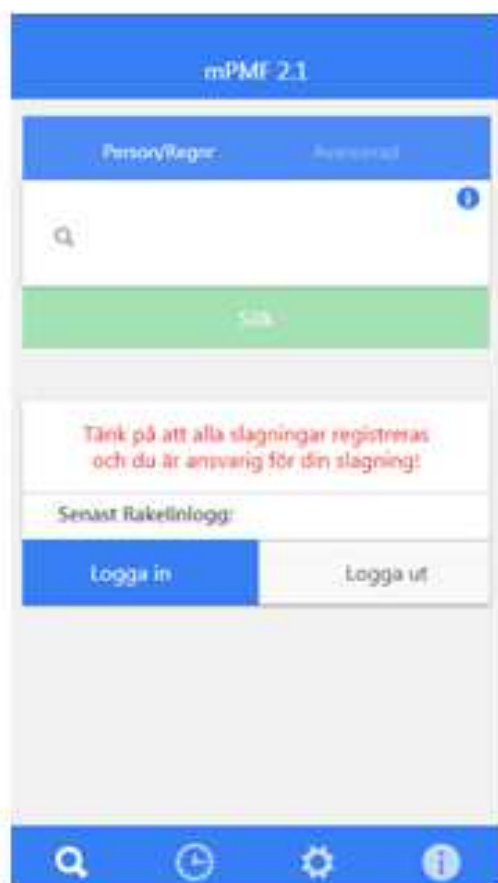 mPMF 2.1
Person/Regnr Avancerad
Sök
Tänk på att alla slagningar registreras
och du är ansvarig för din slagning!
Senast Rakelinlogg:
Logga in Logga ut